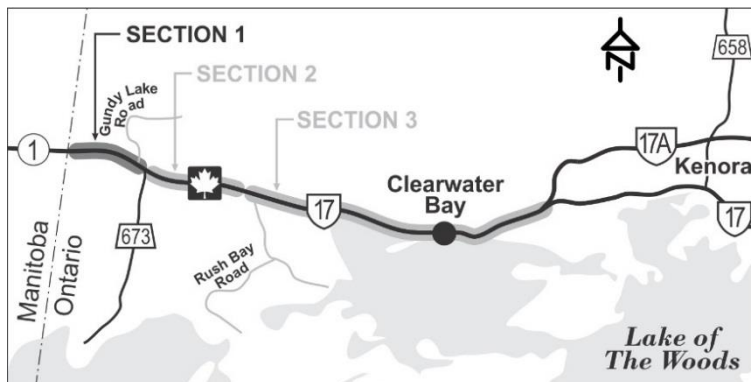 SECTION 1
Gundy Lake
Road
SECTION 2
SECTION 3
N
658
17A
Kenora
1
17
Clearwater
Bay
17
673
Manitoba
Ontario
Rush Bay
Road
Lake of
The Woods